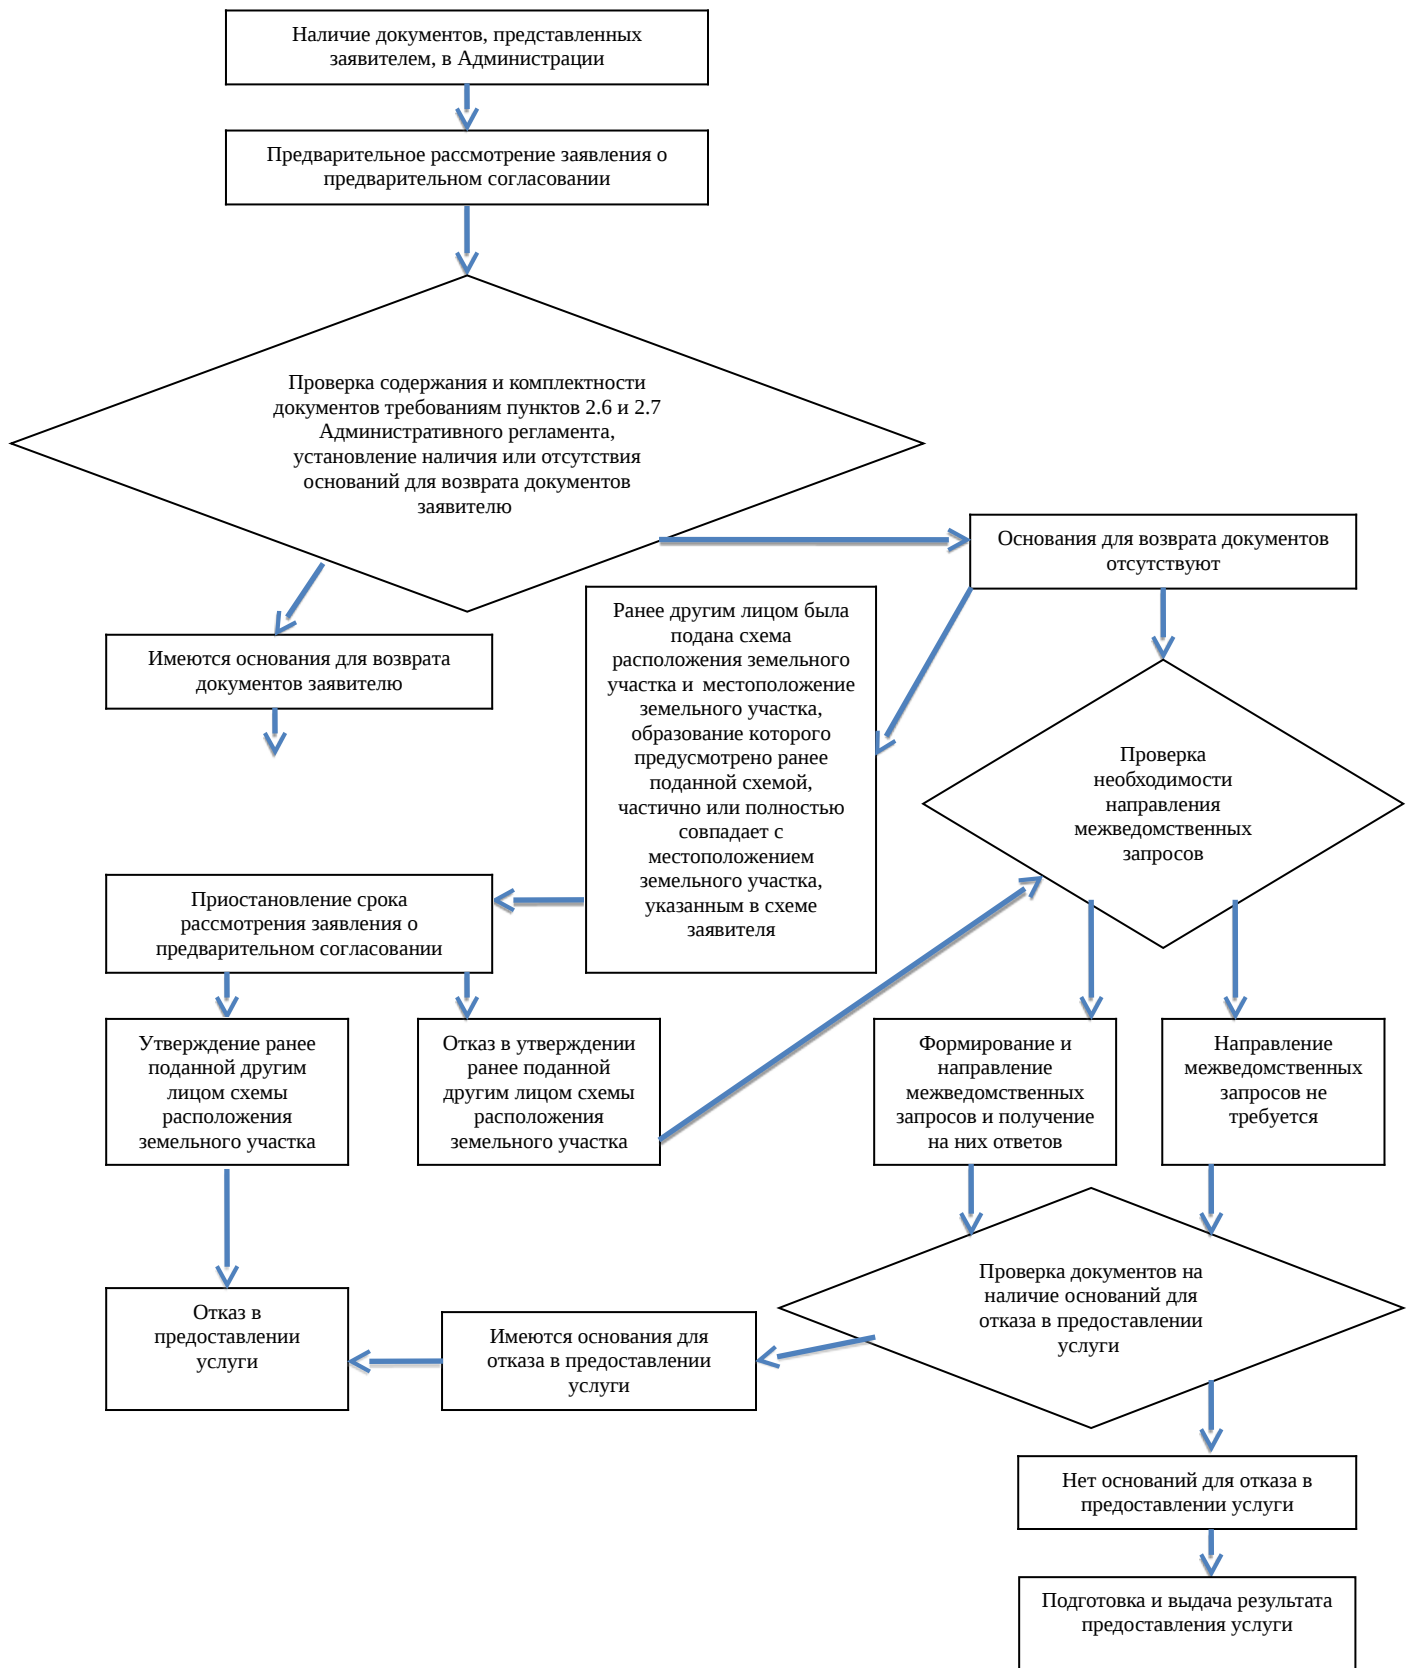 Наличие документов, представленных
заявителем, в Администрации
Предварительное рассмотрение заявления о
предварительном согласовании
Проверка содержания и комплектности
документов требованиям пунктов 2.6 и 2.7
Административного регламента,
установление наличия или отсутствия
оснований для возврата документов
заявителю
Основания для возврата документов
отсутствуют
Имеются основания для возврата
документов заявителю
Ранее другим лицом была
подана схема
расположения земельного
участка и местоположение
земельного участка,
образование которого
предусмотрено ранее
поданной схемой,
частично или полностью
совпадает с
местоположением
земельного участка,
указанным в схеме
заявителя
Проверка
необходимости
направления
межведомственных
запросов
Приостановление срока
рассмотрения заявления о
предварительном согласовании
Утверждение ранее
поданной другим
лицом схемы
расположения
земельного участка
Отказ в утверждении
ранее поданной
другим лицом схемы
расположения
земельного участка
Формирование и
направление
межведомственных
запросов и получение
на них ответов
Направление
межведомственных
запросов не
требуется
Проверка документов на
наличие оснований для
отказа в предоставлении
услуги
Отказ в
предоставлении
услуги
Имеются основания для
отказа в предоставлении
услуги
Нет оснований для отказа в
предоставлении услуги
Подготовка и выдача результата
предоставления услуги